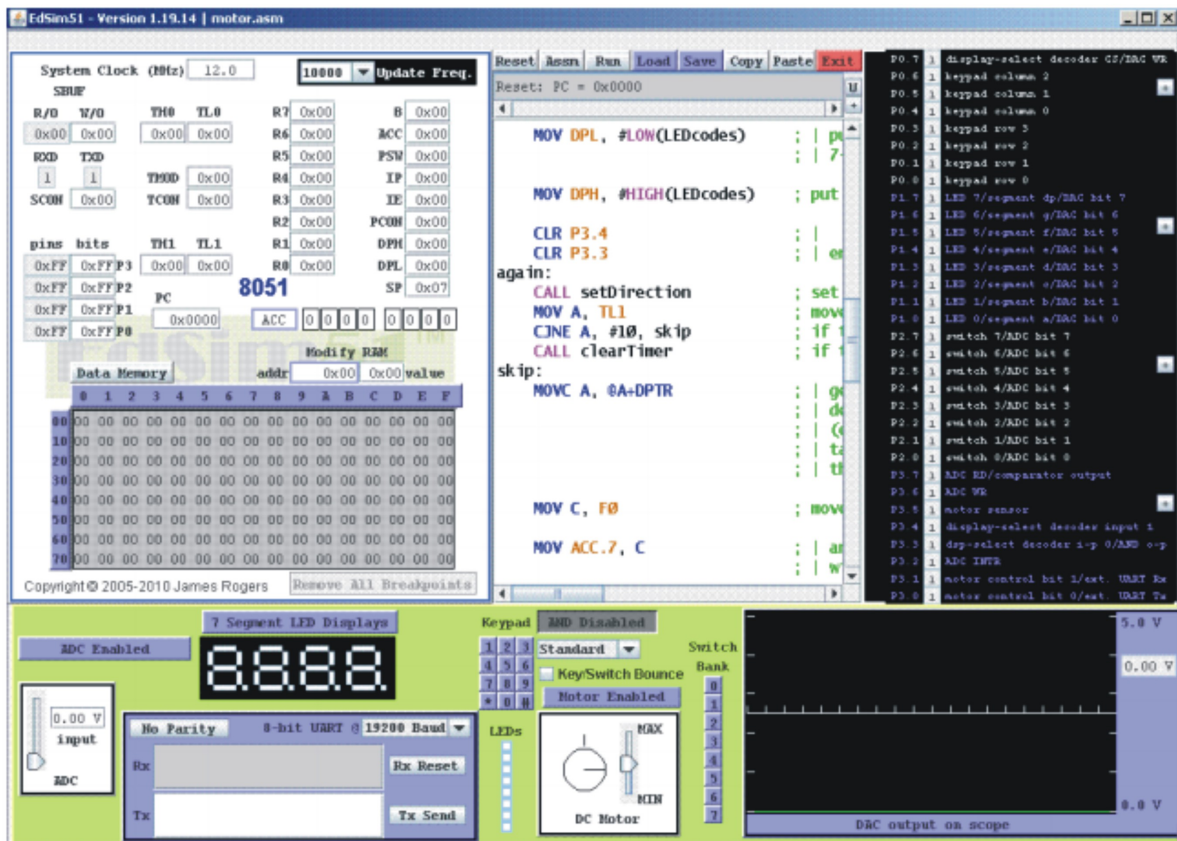 EdSim51 - Version 1.19.14 | motor.asm
System Clock (MHz) 12.0
10000 Update Freq.
SBUF
R/O W/O TH0 TL0 R7 0x00 B 0x00
0x00 0x00 0x00 0x00 R6 0x00 ACC 0x00
RXD TXD R5 0x00 PSW 0x00
1 1 TMOD 0x00 R4 0x00 IP 0x00
SCON 0x00 TCON 0x00 R3 0x00 IE 0x00
R2 0x00 PCON 0x00
pins bits TH1 TL1 R1 0x00 DPH 0x00
0xFF 0xFF P3 0x00 0x00 R0 0x00 DPL 0x00
0xFF 0xFF P2 8051 SP 0x07
0xFF 0xFF P1 PC
0xFF 0xFF P0 0x0000 ACC 0 0 0 0 0 0 0 0
EdSim51 TM
Modify RAM
Data Memory addr 0x00 0x00 value
0 1 2 3 4 5 6 7 8 9 A B C D E F
00 00 00 00 00 00 00 00 00 00 00 00 00 00 00 00 00
10 00 00 00 00 00 00 00 00 00 00 00 00 00 00 00 00
20 00 00 00 00 00 00 00 00 00 00 00 00 00 00 00 00
30 00 00 00 00 00 00 00 00 00 00 00 00 00 00 00 00
40 00 00 00 00 00 00 00 00 00 00 00 00 00 00 00 00
50 00 00 00 00 00 00 00 00 00 00 00 00 00 00 00 00
60 00 00 00 00 00 00 00 00 00 00 00 00 00 00 00 00
70 00 00 00 00 00 00 00 00 00 00 00 00 00 00 00 00
Copyright © 2005-2010 James Rogers Remove All Breakpoints
Reset Assm Run Load Save Copy Paste Exit
Reset: PC = 0x0000
MOV DPL, #LOW(LEDcodes) ; | pu
; | 7-
MOV DPH, #HIGH(LEDcodes) ; put
CLR P3.4 ; |
CLR P3.3 ; | en
again:
CALL setDirection ; set
MOV A, TL1 ; move
CJNE A, #10, skip ; if t
CALL clearTimer ; if t
skip:
MOVC A, @A+DPTR ; | ge
; | de
; | (
; | ta
; | th
MOV C, F0 ; move
MOV ACC.7, C ; | an
; | w
P0.7 1 display-select decoder CS/DAC WR
P0.6 1 keypad column 2
P0.5 1 keypad column 1
P0.4 1 keypad column 0
P0.3 1 keypad row 3
P0.2 1 keypad row 2
P0.1 1 keypad row 1
P0.0 1 keypad row 0
P1.7 1 LED 7/segment dp/DAC bit 7
P1.6 1 LED 6/segment g/DAC bit 6
P1.5 1 LED 5/segment f/DAC bit 5
P1.4 1 LED 4/segment e/DAC bit 4
P1.3 1 LED 3/segment d/DAC bit 3
P1.2 1 LED 2/segment c/DAC bit 2
P1.1 1 LED 1/segment b/DAC bit 1
P1.0 1 LED 0/segment a/DAC bit 0
P2.7 1 switch 7/ADC bit 7
P2.6 1 switch 6/ADC bit 6
P2.5 1 switch 5/ADC bit 5
P2.4 1 switch 4/ADC bit 4
P2.3 1 switch 3/ADC bit 3
P2.2 1 switch 2/ADC bit 2
P2.1 1 switch 1/ADC bit 1
P2.0 1 switch 0/ADC bit 0
P3.7 1 ADC RD/comparator output
P3.6 1 ADC WR
P3.5 1 motor sensor
P3.4 1 display-select decoder input 1
P3.3 1 dsp-select decoder i-p 0/AND o-p
P3.2 1 ADC INTR
P3.1 1 motor control bit 1/ext. UART Rx
P3.0 1 motor control bit 0/ext. UART Tx
ADC Enabled
7 Segment LED Displays
8.8.8.8.
0.00 V
input
ADC
No Parity 8-bit UART @ 19200 Baud
Rx Rx Reset
Tx Tx Send
Keypad AND Disabled
1 2 3 Standard
4 5 6 Key/Switch Bounce
7 8 9 Motor Enabled
* 0 #
LEDs
MAX
MIN
DC Motor
Switch
Bank
0
1
2
3
4
5
6
7
5.0 V
0.00 V
0.0 V
DAC output on scope